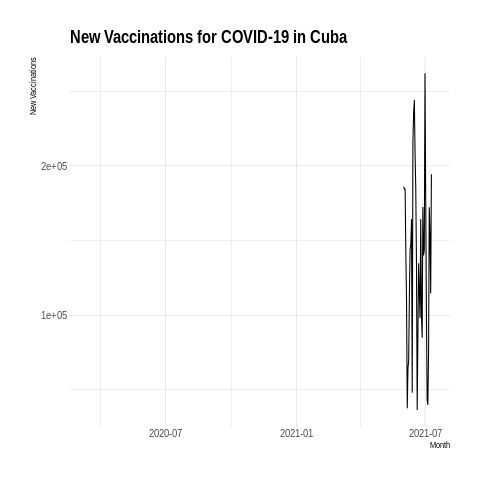 New Vaccinations for COVID-19 in Cuba
New Vaccinations
2e+05
1e+05
2020-07 2021-01 2021-07
Month